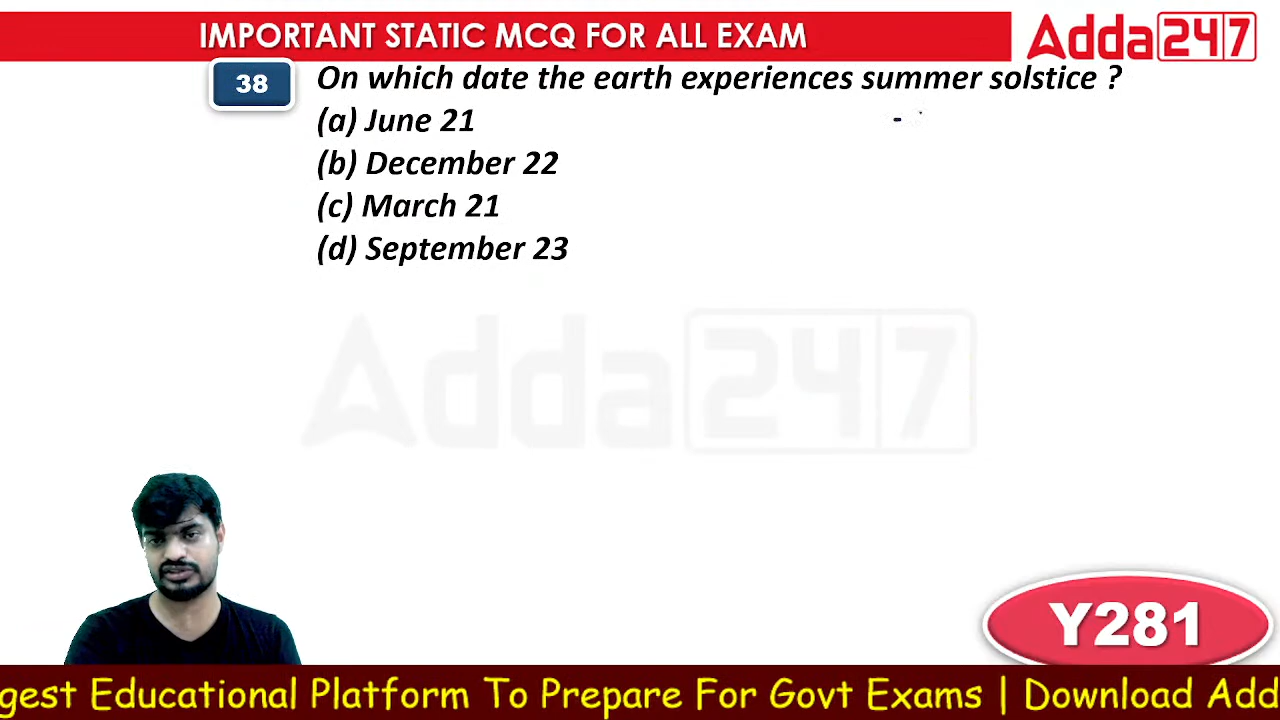 IMPORTANT STATIC MCQ FOR ALL EXAM
Adda247
38
On which date the earth experiences summer solstice ?
(a) June 21
(b) December 22
(c) March 21
(d) September 23
Adda247
Y281
gest Educational Platform To Prepare For Govt Exams | Download Add